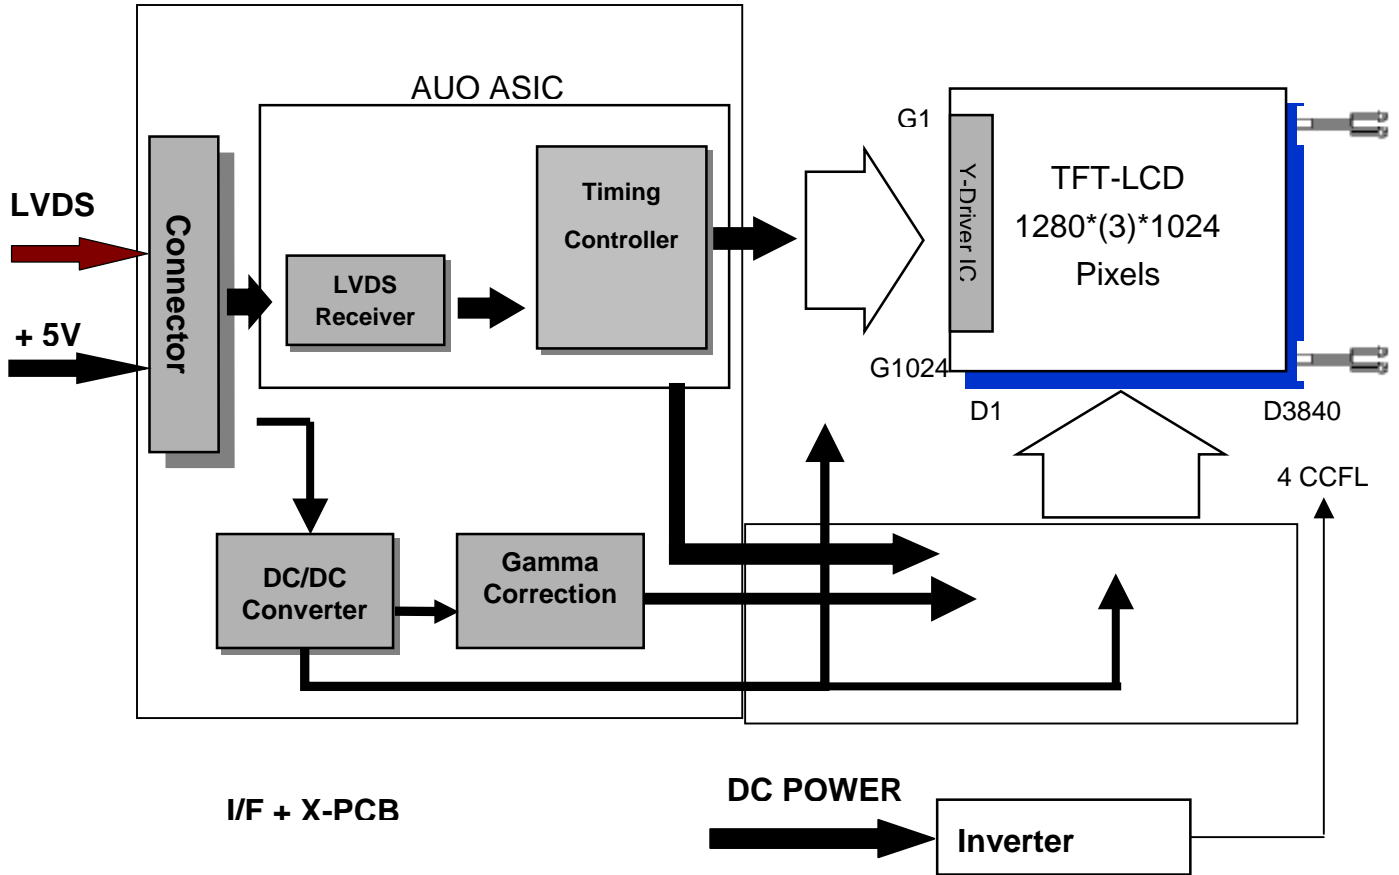 AUO ASIC
G1
LVDS
Connector
Timing
Controller
Y-Driver IC
TFT-LCD
1280*(3)*1024
Pixels
LVDS
Receiver
+ 5V
G1024
D1
D3840
4 CCFL
DC/DC
Converter
Gamma
Correction
I/F + X-PCB
DC POWER
Inverter